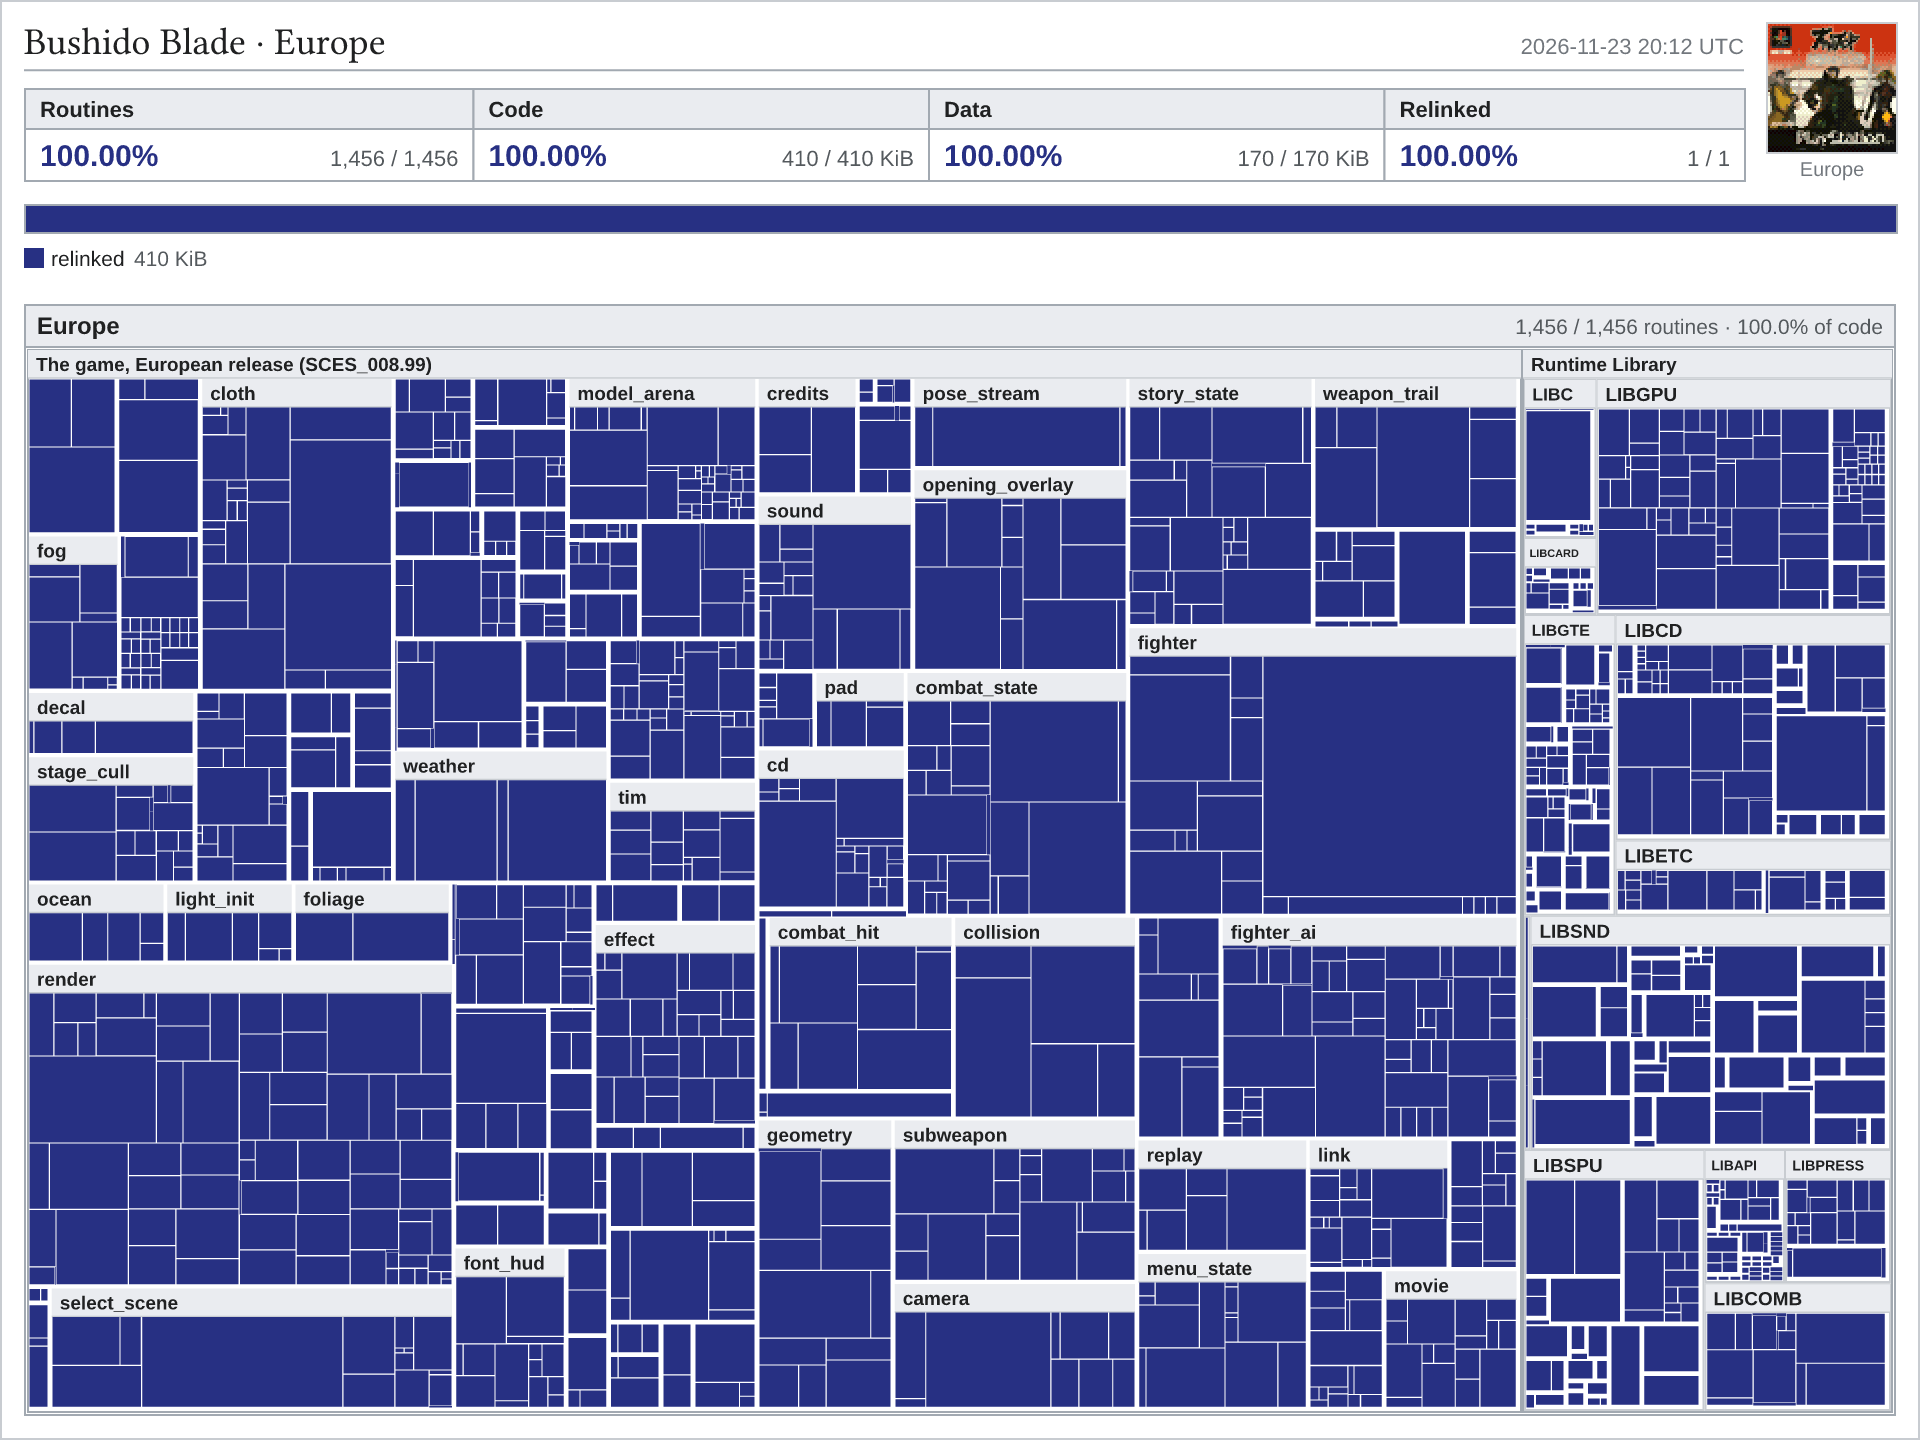 Bushido Blade · Europe
2026-11-23 20:12 UTC
Routines
Code
Data
Relinked
100.00% 1,456 / 1,456
100.00% 410 / 410 KiB
100.00% 170 / 170 KiB
100.00% 1 / 1
PlayStation
Europe
relinked 410 KiB
Europe
1,456 / 1,456 routines · 100.0% of code
The game, European release (SCES_008.99)
Runtime Library
cloth
model_arena
credits
pose_stream
story_state
weapon_trail
LIBC
LIBGPU
opening_overlay
sound
fog
LIBCARD
LIBGTE
LIBCD
fighter
pad
combat_state
decal
cd
weather
stage_cull
tim
LIBETC
ocean
light_init
foliage
combat_hit
collision
fighter_ai
LIBSND
effect
render
geometry
subweapon
replay
link
LIBSPU
LIBAPI
LIBPRESS
font_hud
menu_state
movie
select_scene
camera
LIBCOMB